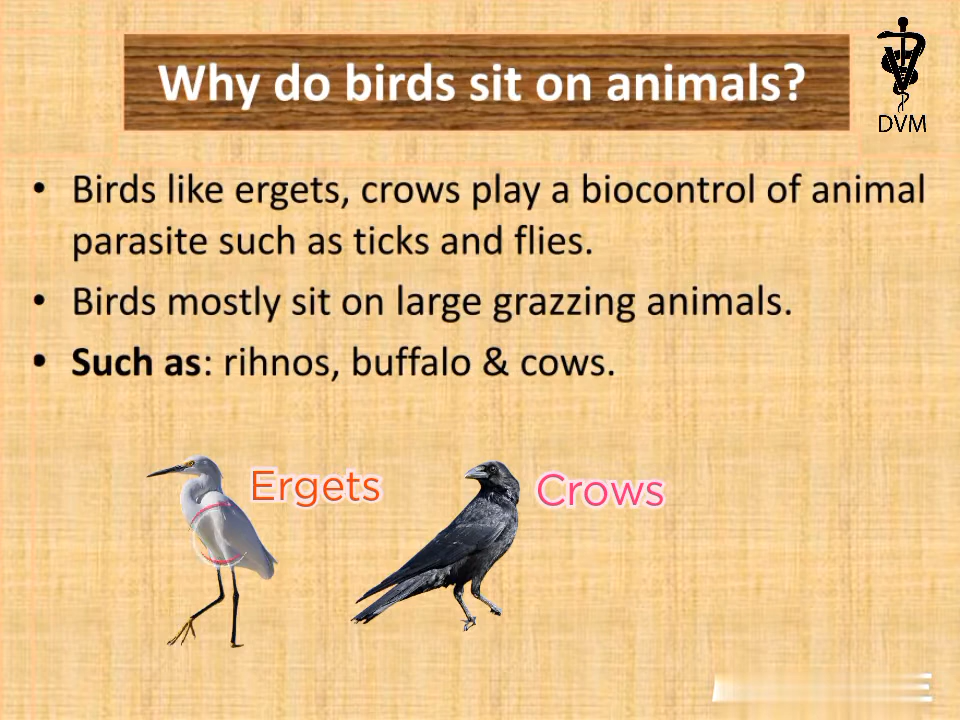 Why do birds sit on animals?
DVM
• Birds like ergets, crows play a biocontrol of animal
parasite such as ticks and flies.
• Birds mostly sit on large grazzing animals.
• Such as: rihnos, buffalo & cows.
Ergets
Crows